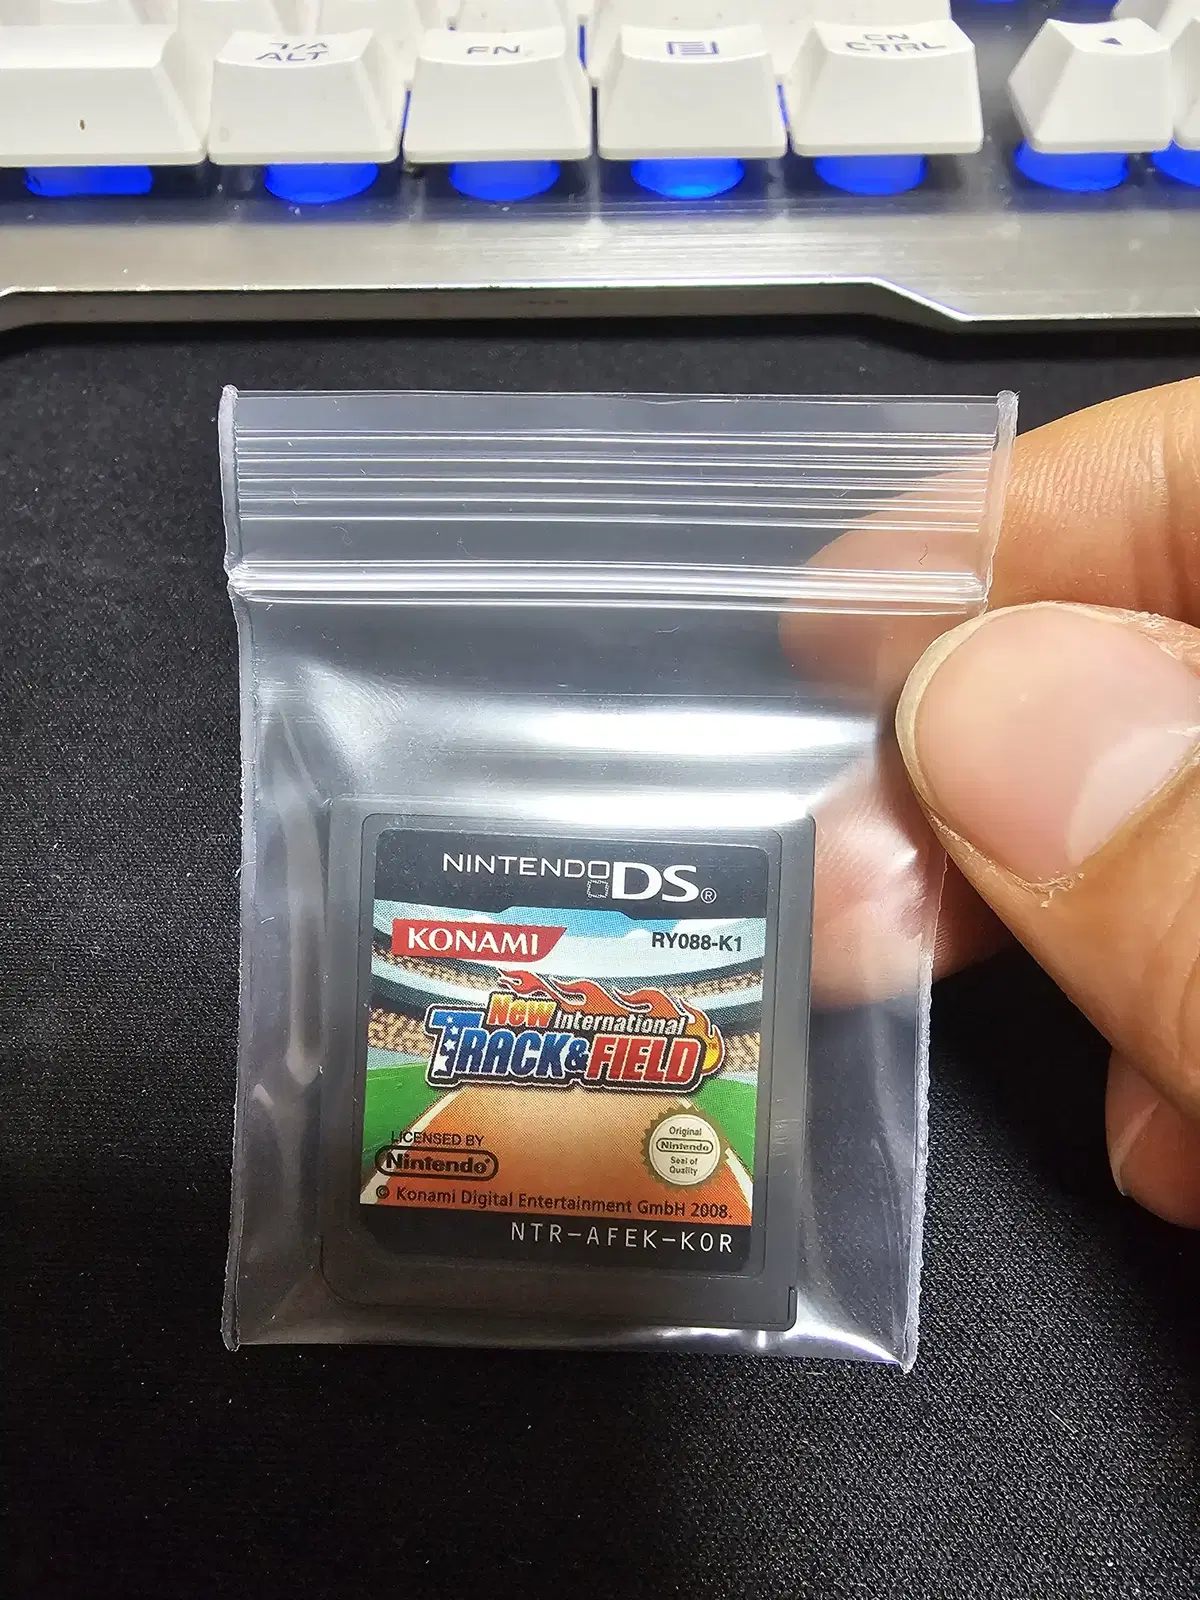 ALT
FN
CTRL
NINTENDO DS®
KONAMI
RY088-K1
New International
TRACK & FIELD
LICENSED BY
Nintendo®
Original
Nintendo
Seal of
Quality
© Konami Digital Entertainment GmbH 2008.
NTR-AFEK-KOR